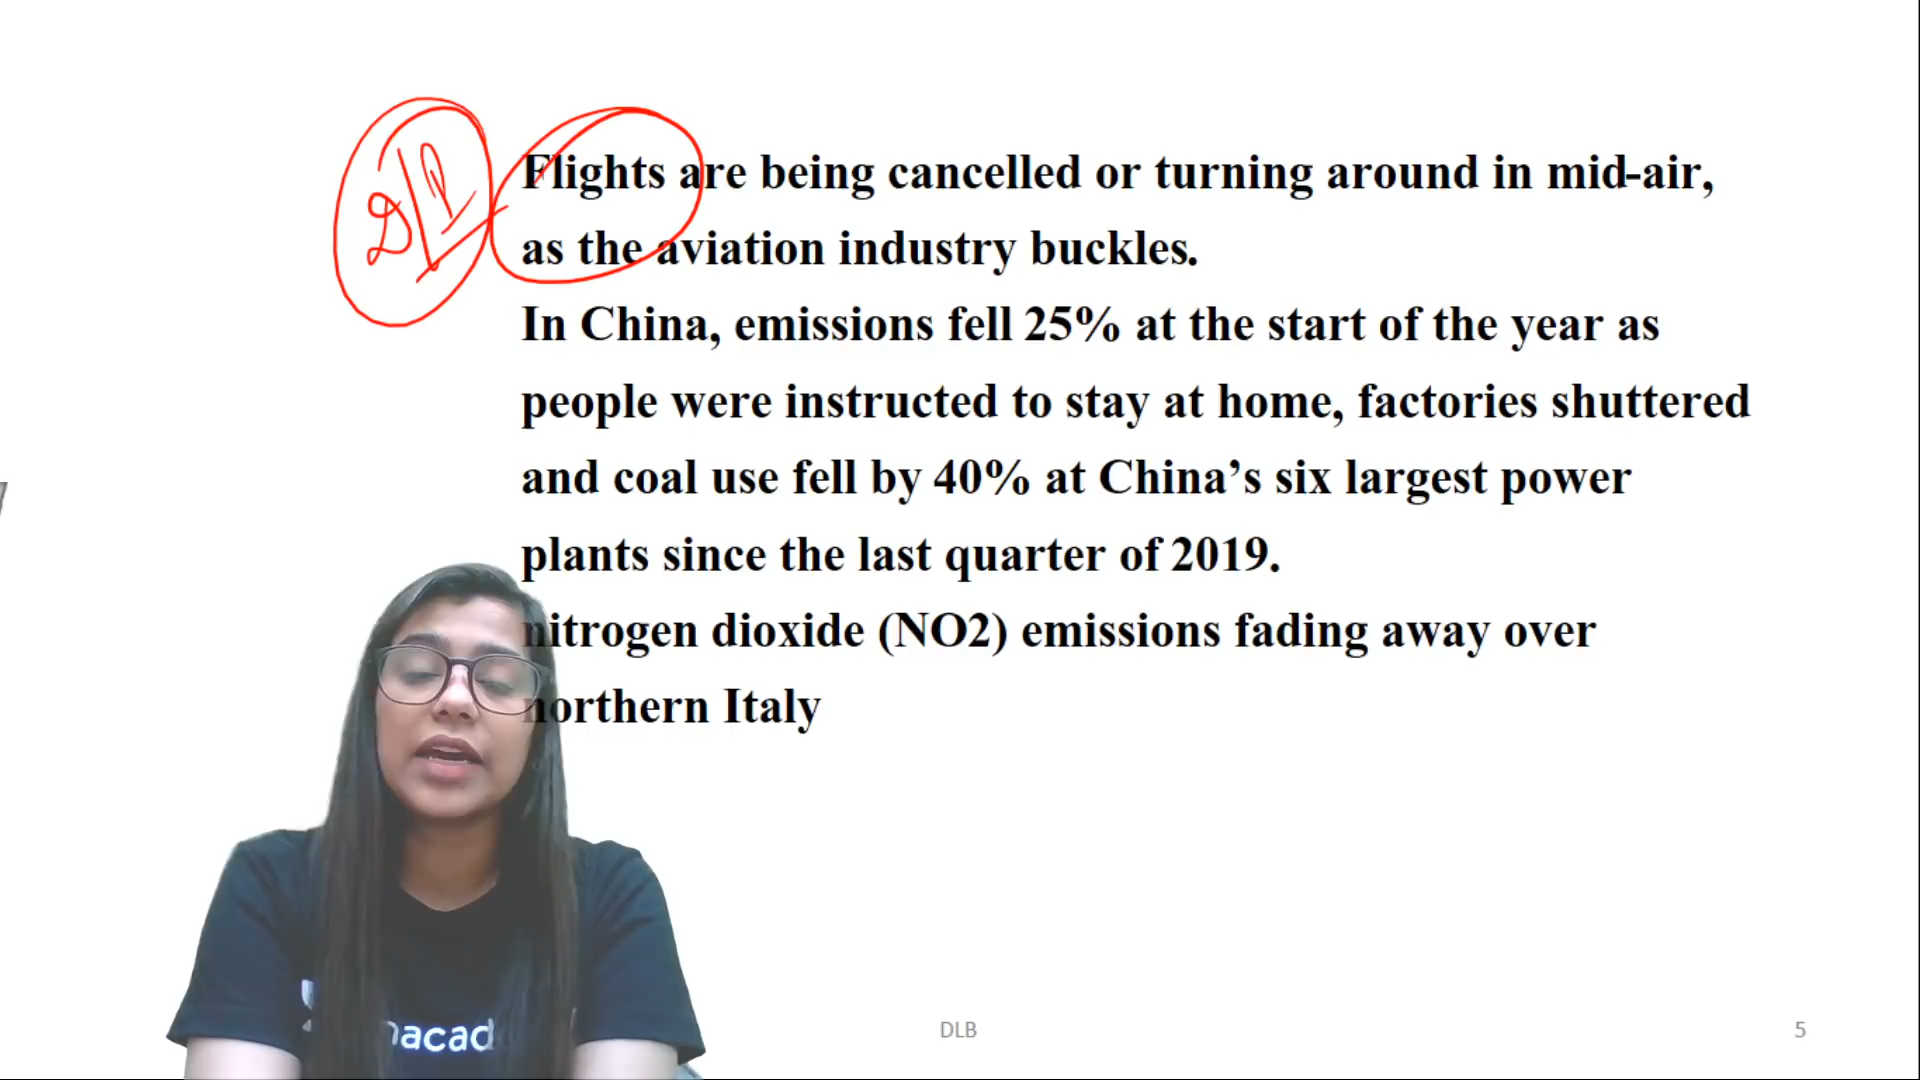 Flights are being cancelled or turning around in mid-air,
as the aviation industry buckles.
In China, emissions fell 25% at the start of the year as
people were instructed to stay at home, factories shuttered
and coal use fell by 40% at China’s six largest power
plants since the last quarter of 2019.
nitrogen dioxide (NO2) emissions fading away over
northern Italy
nacad
DLB
5